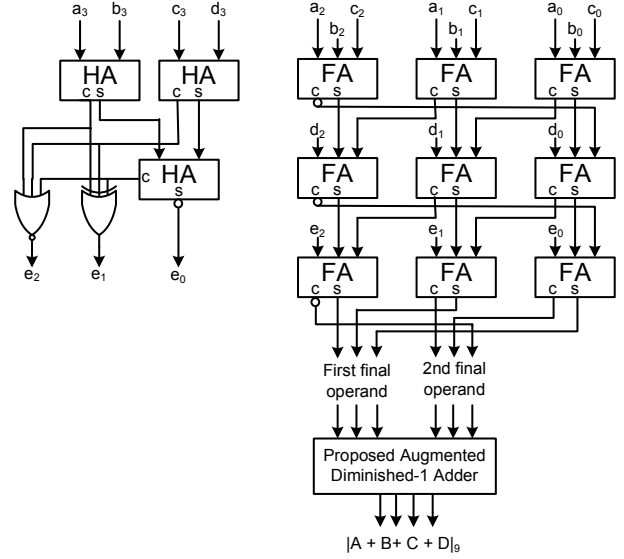 a3 b3 c3 d3
HA HA
c s c s
HA
c
s
e2 e1 e0
a2 c2 a1 c1 a0 c0
b2 b1 b0
FA FA FA
c s c s c s
d2 d1 d0
FA FA FA
c s c s c s
e2 e1 e0
FA FA FA
c s c s c s
First final operand
2nd final operand
Proposed Augmented
Diminished-1 Adder
|A + B+ C + D|9